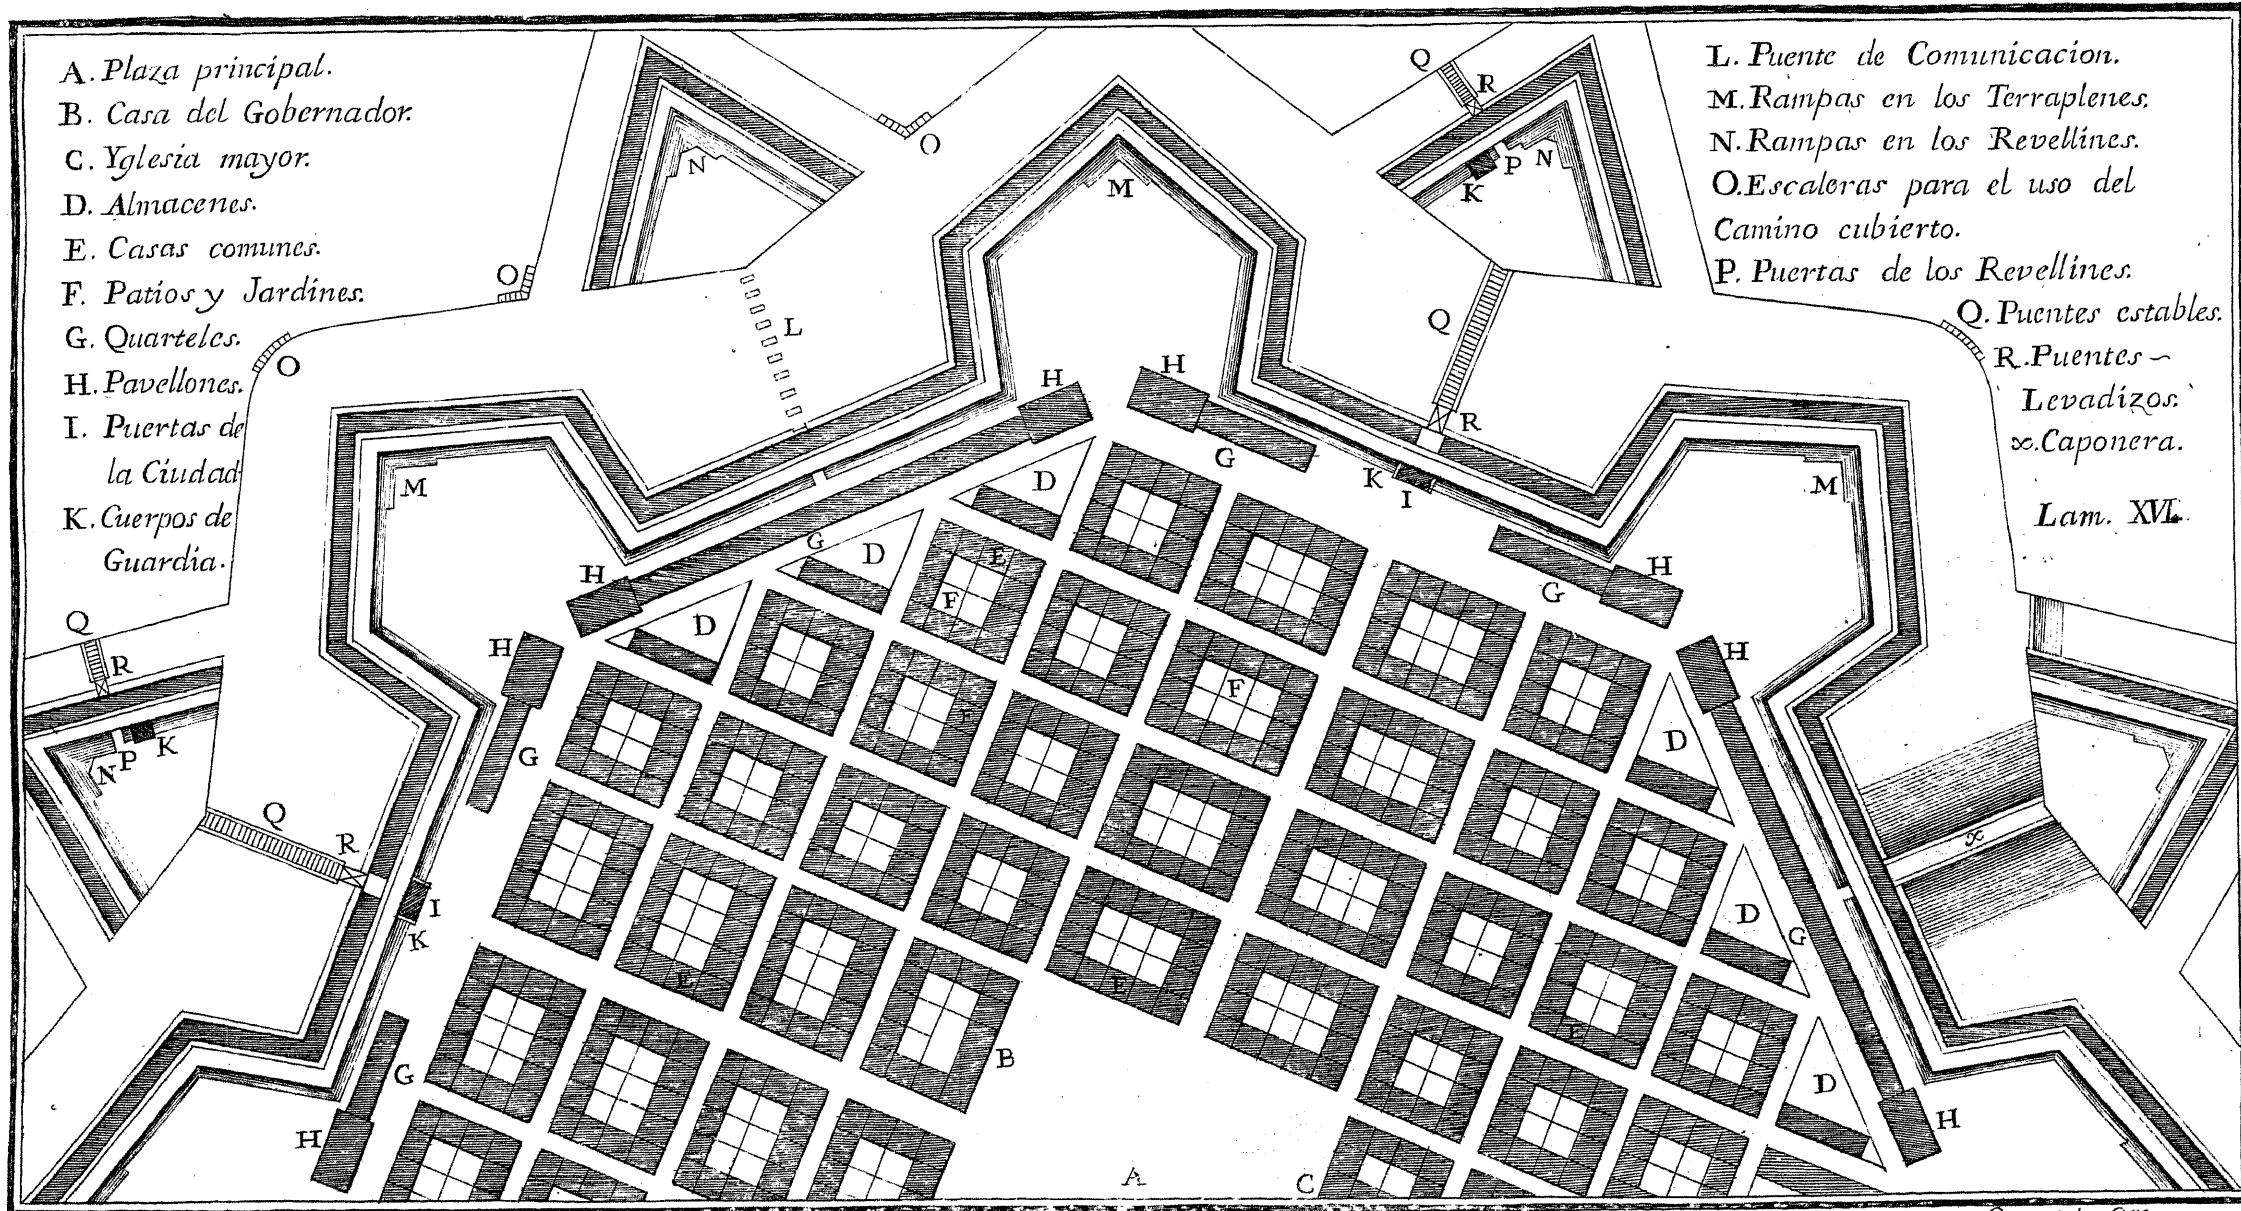 A. Plaza principal.
B. Casa del Gobernador.
C. Yglesia mayor.
D. Almacenes.
E. Casas comunes.
F. Patios y Jardines.
G. Quarteles.
H. Pavellones.
I. Puertas de
la Ciudad
K. Cuerpos de
Guardia.
L. Puente de Comunicacion.
M. Rampas en los Terraplenes.
N. Rampas en los Revellines.
O. Escaleras para el uso del
Camino cubierto.
P. Puertas de los Revellines.
Q. Puentes estables.
R. Puentes ~
Levadizos.
∝. Caponera.
Lam. XVI.
Q
R
N
O
P
N
M
K
O
Q
L
O
H
H
R
G
D
K
I
M
M
G
D
E
H
H
G
F
Q
D
H
H
R
F
F
D
G
K
P
N
Q
R
∝
I
D
K
G
E
E
E
B
G
D
H
H
A
C